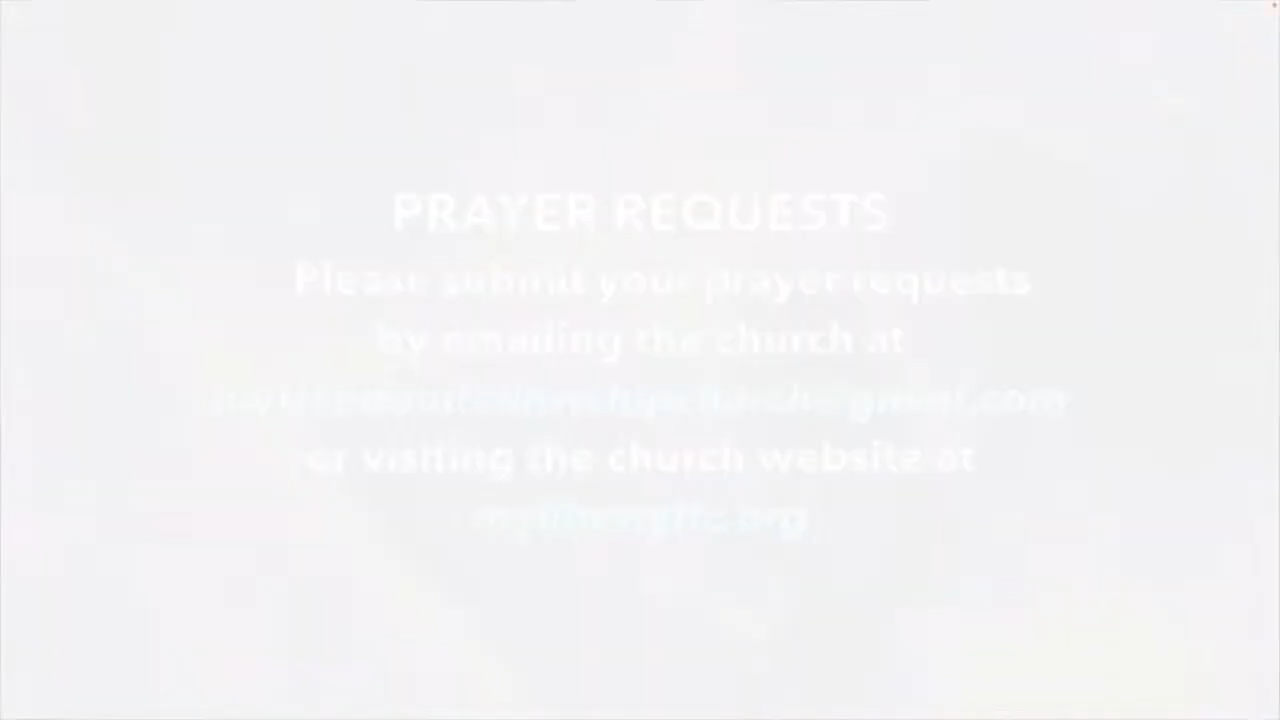 PRAYER REQUESTS
Please submit your prayer requests
by emailing the church at
or visiting the church website at